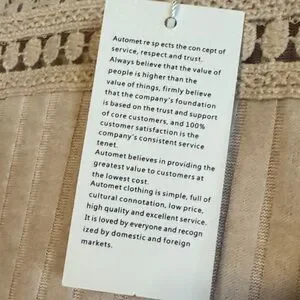 Automet re sp ects the con cept of
service, respect and trust.
Always believe that the value of
people is higher than the
value of things, firmly believe
that the company's foundation
is based on the trust and support
of core customers, and 100%
customer satisfaction is the
company's consistent service
tenet.
Automet believes in providing the
greatest value to customers at
the lowest cost.
Automet clothing is simple, full of
cultural connotation, low price,
high quality and excellent service.
It is loved by everyone and recogn
ized by domestic and foreign
markets.